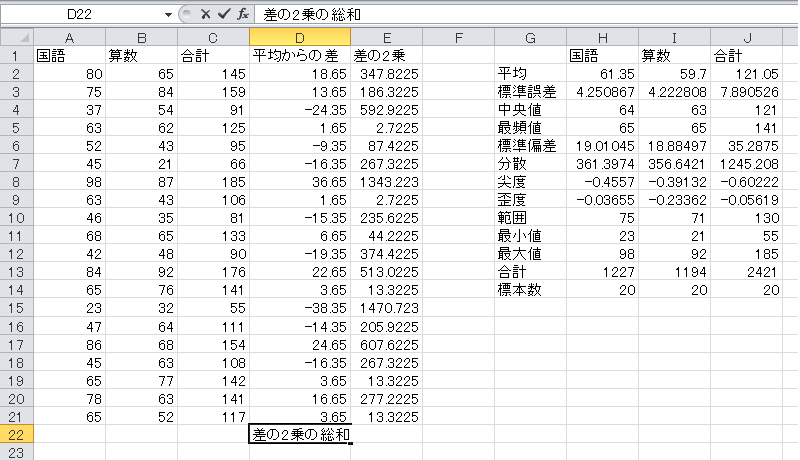 D22 fx 差の2乗の総和
A B C D E F G H I J
1 国語 算数 合計 平均からの差 差の2乗 国語 算数 合計
2 80 65 145 18.65 347.8225 平均 61.35 59.7 121.05
3 75 84 159 13.65 186.3225 標準誤差 4.250867 4.222808 7.890526
4 37 54 91 -24.35 592.9225 中央値 64 63 121
5 63 62 125 1.65 2.7225 最頻値 65 65 141
6 52 43 95 -9.35 87.4225 標準偏差 19.01045 18.88497 35.2875
7 45 21 66 -16.35 267.3225 分散 361.3974 356.6421 1245.208
8 98 87 185 36.65 1343.223 尖度 -0.4557 -0.39132 -0.60222
9 63 43 106 1.65 2.7225 歪度 -0.03655 -0.23362 -0.05619
10 46 35 81 -15.35 235.6225 範囲 75 71 130
11 68 65 133 6.65 44.2225 最小値 23 21 55
12 42 48 90 -19.35 374.4225 最大値 98 92 185
13 84 92 176 22.65 513.0225 合計 1227 1194 2421
14 65 76 141 3.65 13.3225 標本数 20 20 20
15 23 32 55 -38.35 1470.723
16 47 64 111 -14.35 205.9225
17 86 68 154 24.65 607.6225
18 45 63 108 -16.35 267.3225
19 65 77 142 3.65 13.3225
20 78 63 141 16.65 277.2225
21 65 52 117 3.65 13.3225
22 差の2乗の総和
23